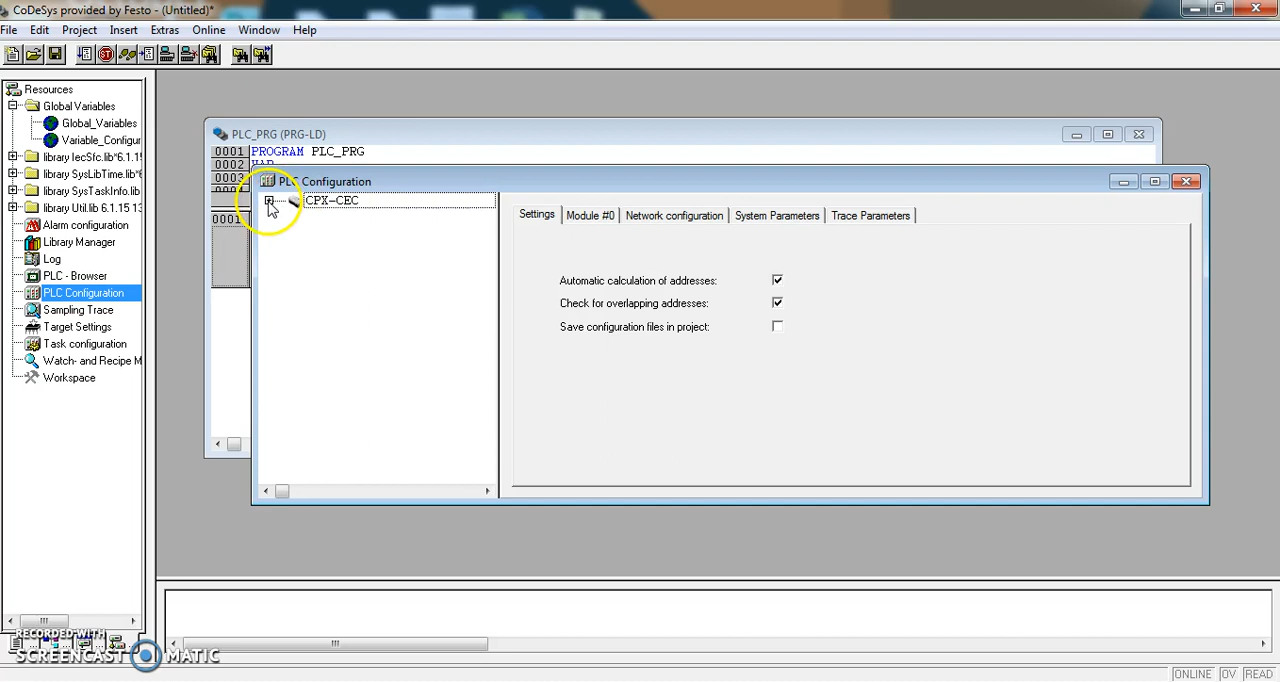 CoDeSys provided by Festo - (Untitled)*
File Edit Project Insert Extras Online Window Help
Resources
Global Variables
Global_Variables
Variable_Configur
library IecSfc.lib*6.1.15
library SysLibTime.lib
library SysTaskInfo.lib
library Util.lib 6.1.15 13
Alarm configuration
Library Manager
Log
PLC - Browser
PLC Configuration
Sampling Trace
Target Settings
Task configuration
Watch- and Recipe M
Workspace
PLC_PRG (PRG-LD)
0001 PROGRAM PLC_PRG
0002 VAR
0003
0001
PLC Configuration
CPX-CEC
Settings Module #0 Network configuration System Parameters Trace Parameters
Automatic calculation of addresses:
Check for overlapping addresses:
Save configuration files in project:
RECORDED WITH
SCREENCAST MATIC
ONLINE OV READ